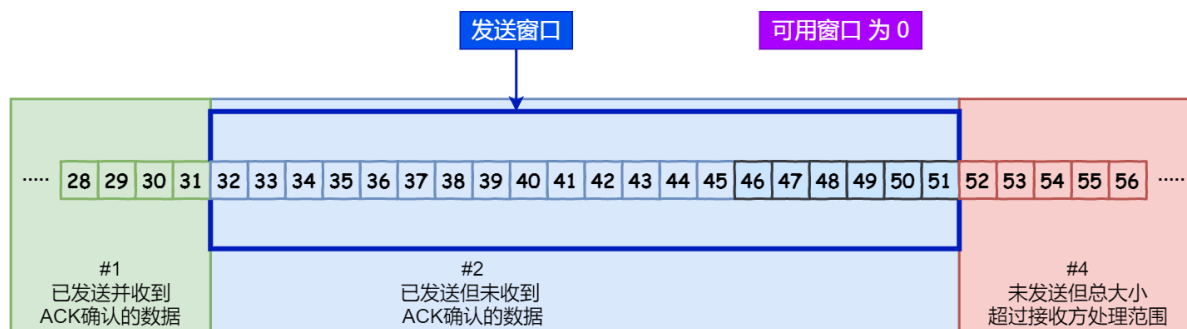 发送窗口
可用窗口 为 0
..... 28 29 30 31 32 33 34 35 36 37 38 39 40 41 42 43 44 45 46 47 48 49 50 51 52 53 54 55 56 .....
#1
已发送并收到
ACK确认的数据
#2
已发送但未收到
ACK确认的数据
#4
未发送但总大小
超过接收方处理范围